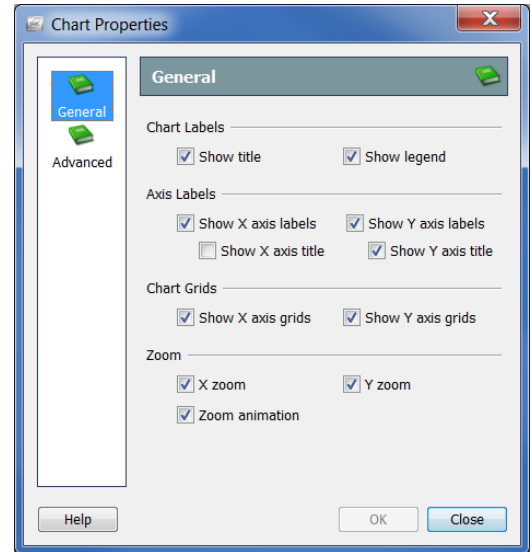 Chart Properties
General
Advanced
General
Chart Labels
Show title
Show legend
Axis Labels
Show X axis labels
Show Y axis labels
Show X axis title
Show Y axis title
Chart Grids
Show X axis grids
Show Y axis grids
Zoom
X zoom
Y zoom
Zoom animation
Help
OK
Close